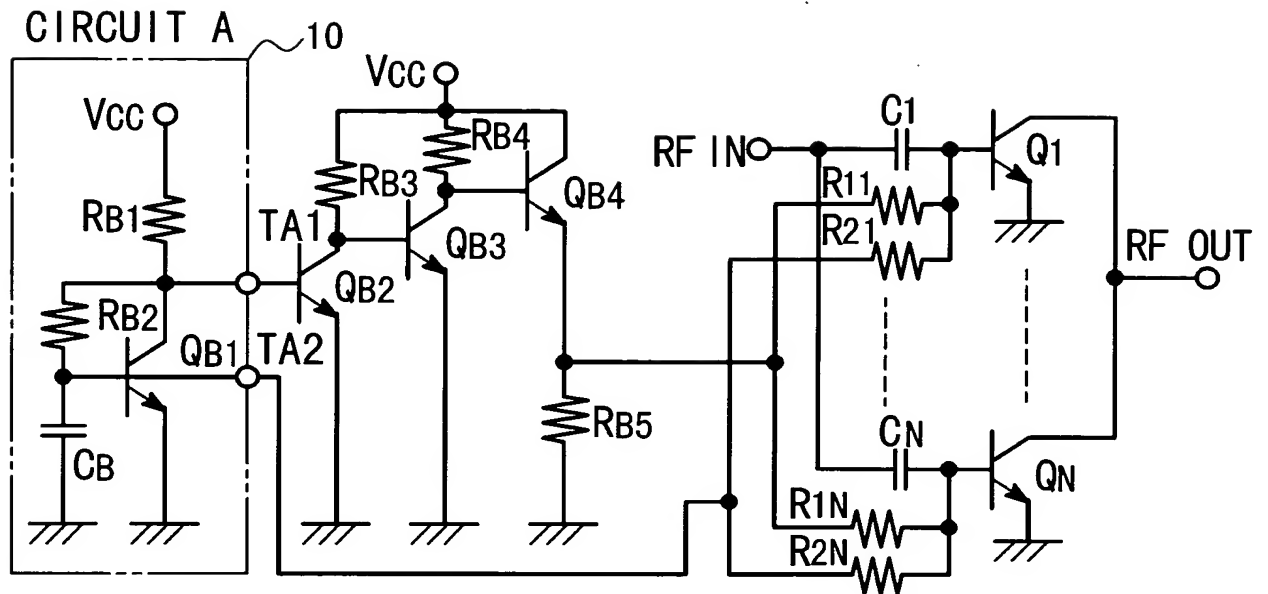 CIRCUIT A
10
VCC
VCC
RB1
RB2
QB1
CB
TA1
TA2
RB3
RB4
QB2
QB3
QB4
RB5
RF IN
C1
Q1
R11
R21
RF OUT
CN
QN
R1N
R2N